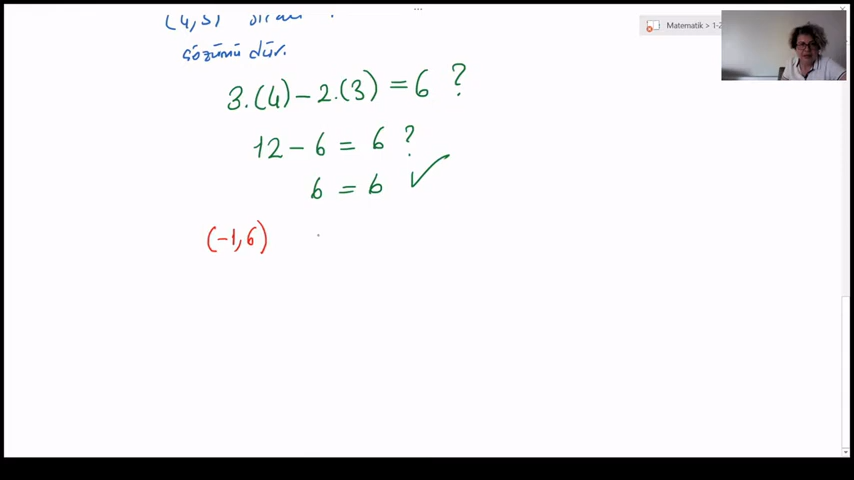 Matematik > 1-2
çözümüdür.
3.(4) – 2.(3) = 6 ?
12 – 6 = 6 ?
6 = 6 ✓
(-1,6)